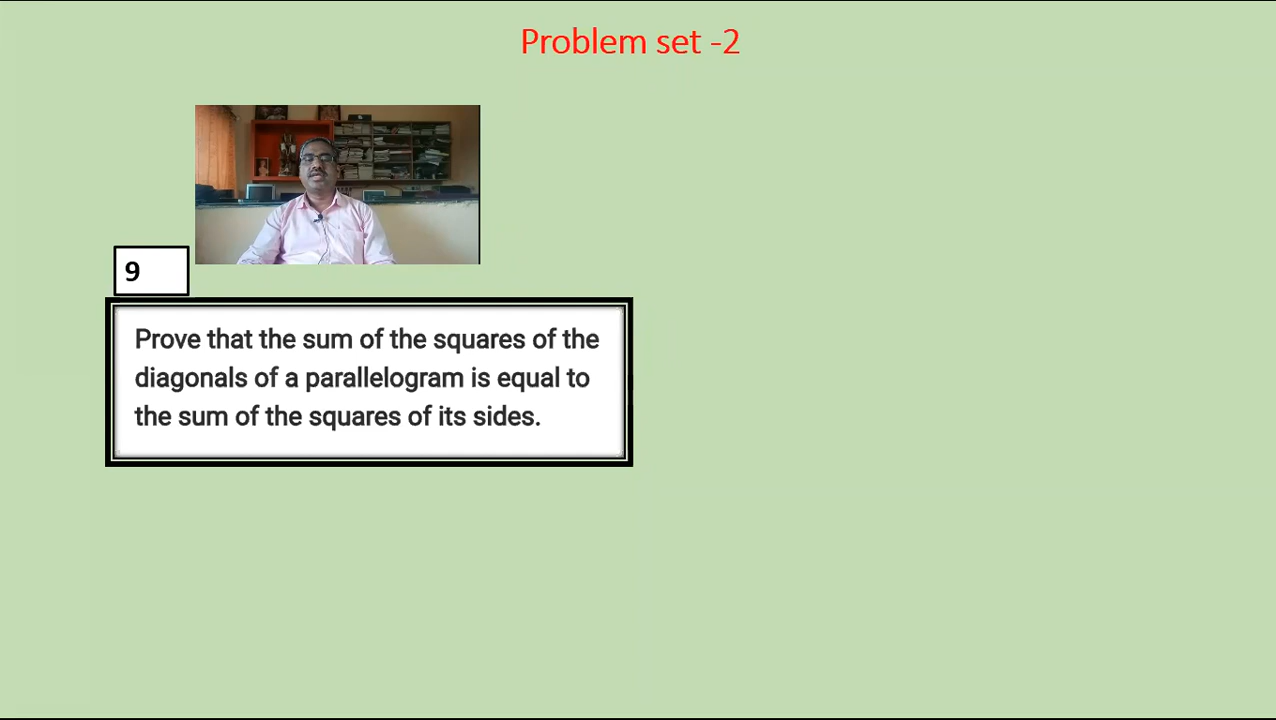 Problem set -2
9
Prove that the sum of the squares of the
diagonals of a parallelogram is equal to
the sum of the squares of its sides.